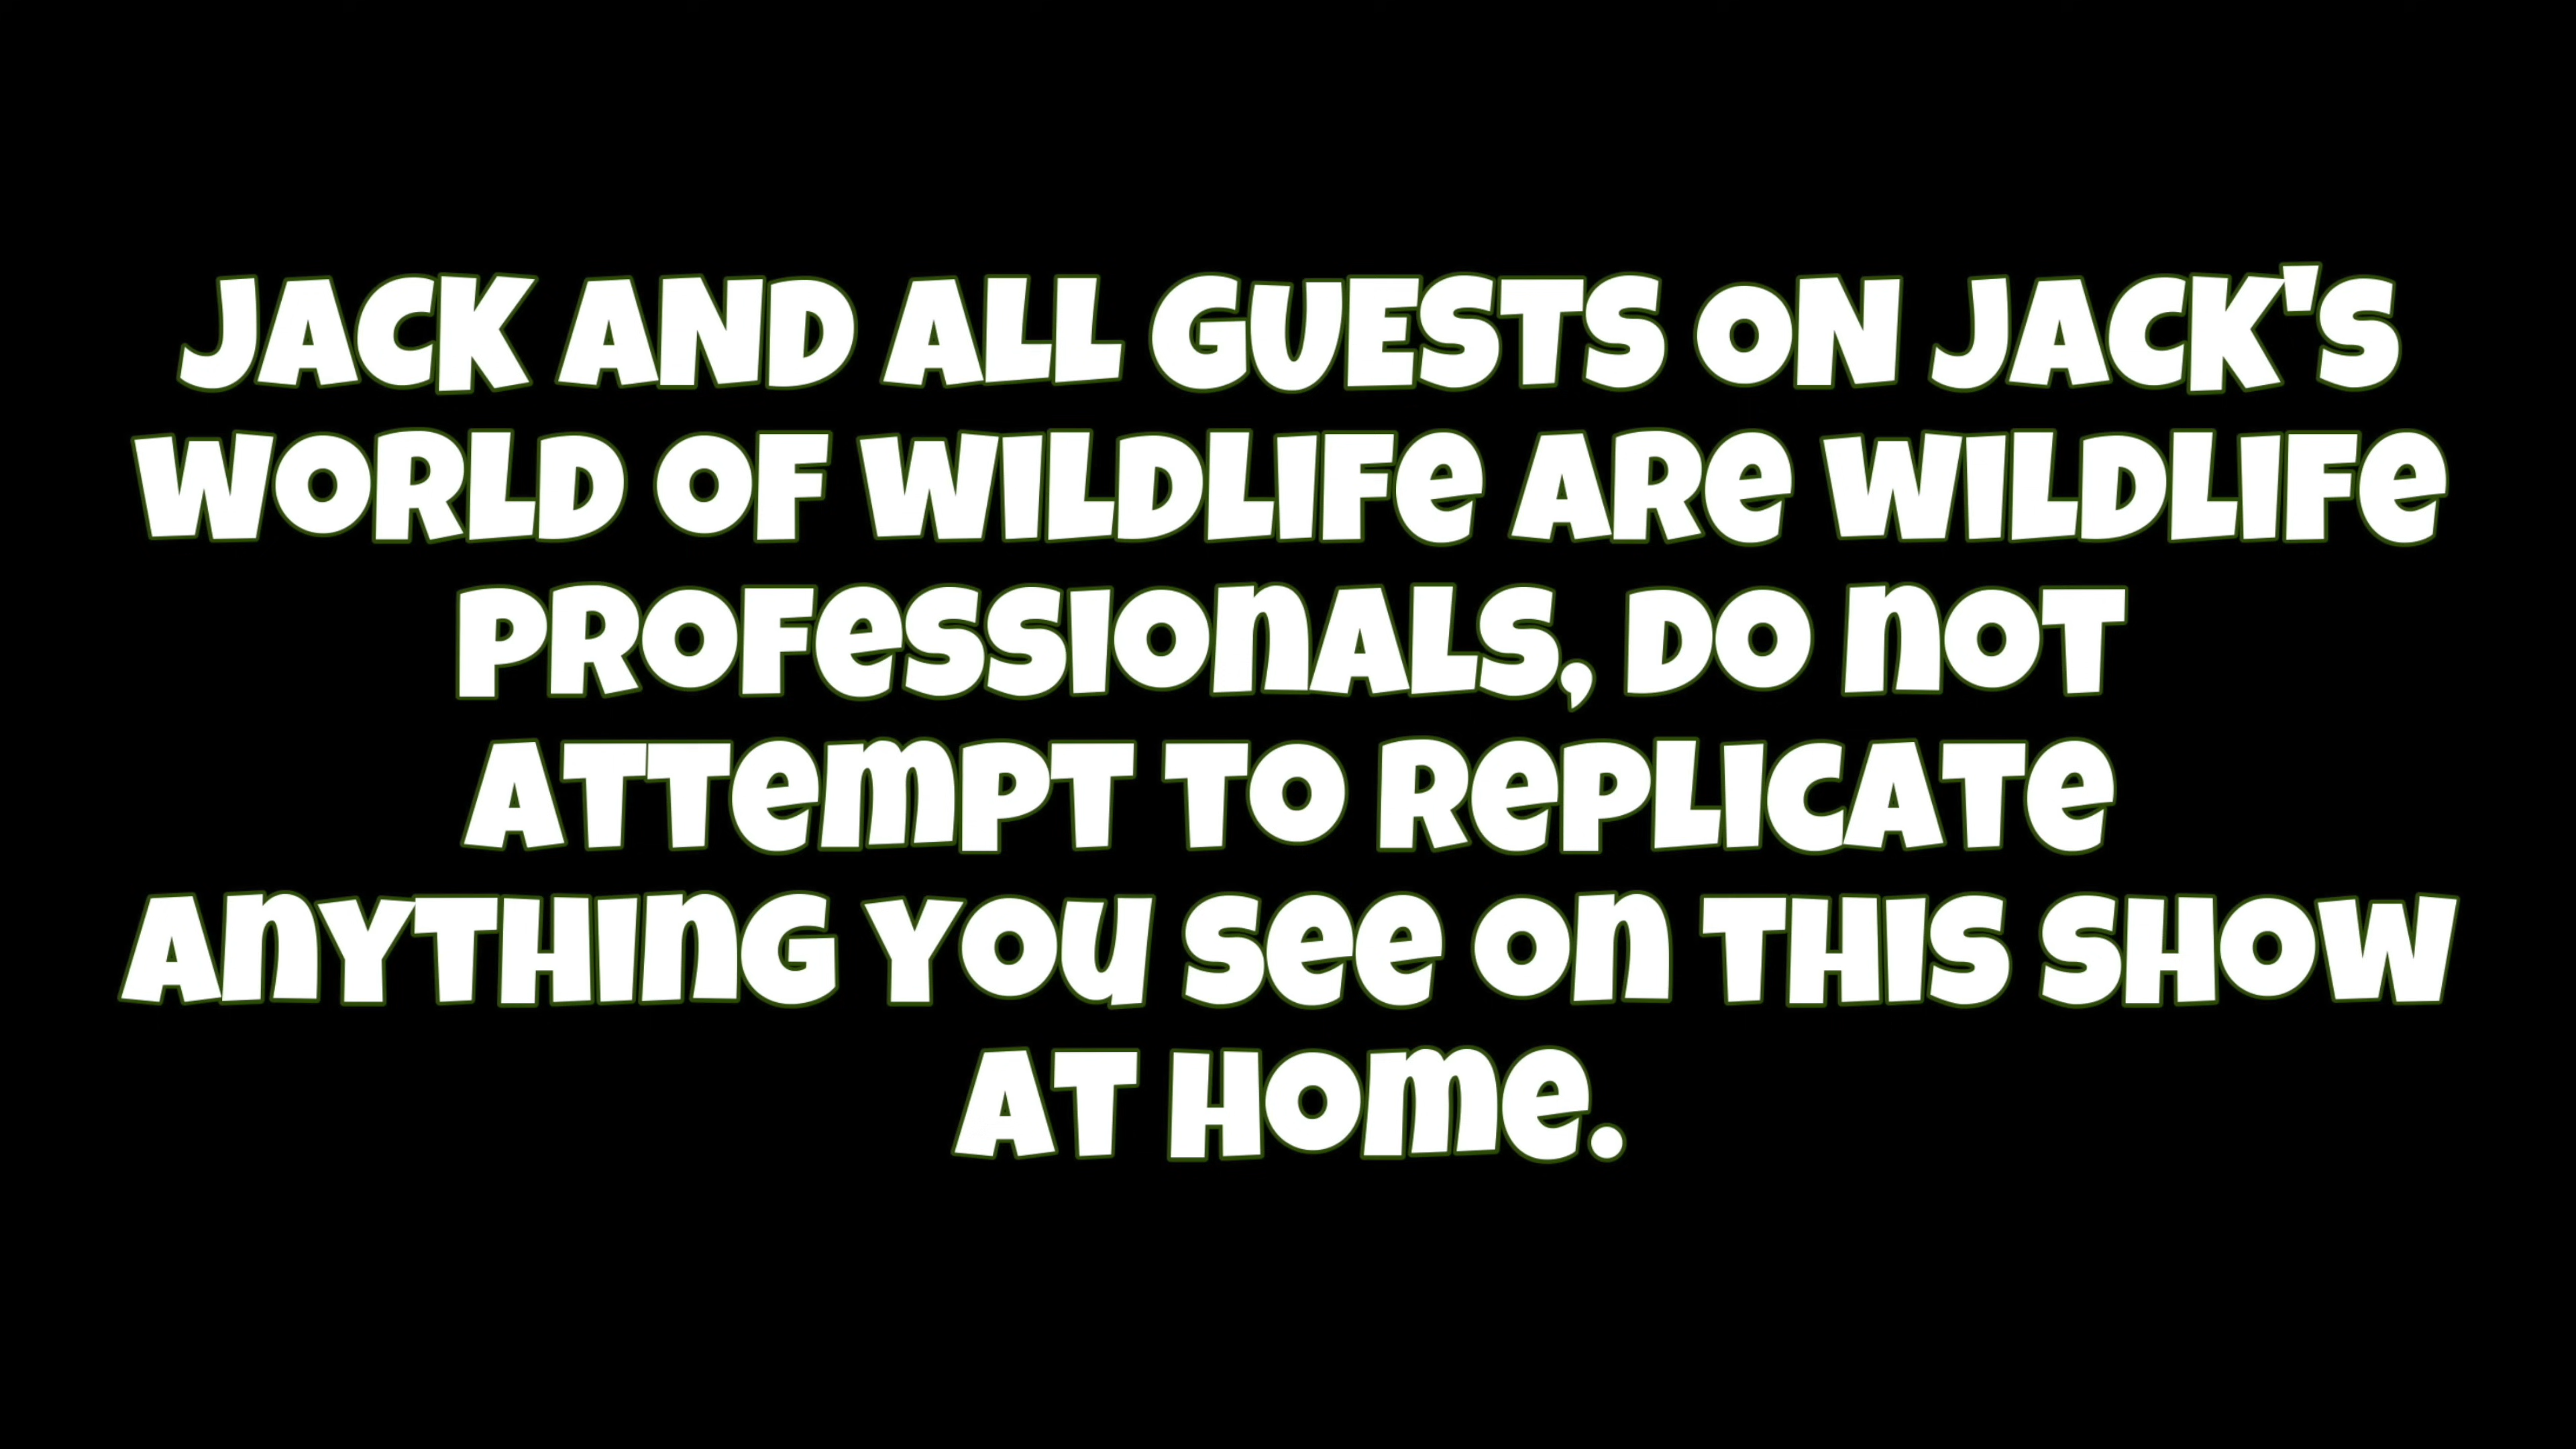 JACK AND ALL GUESTS ON JACK'S
WORLD OF WILDLIFE ARE WILDLIFE
PROFESSIONALS, DO NOT
ATTEMPT TO REPLICATE
ANYTHING YOU SEE ON THIS SHOW
AT HOME.